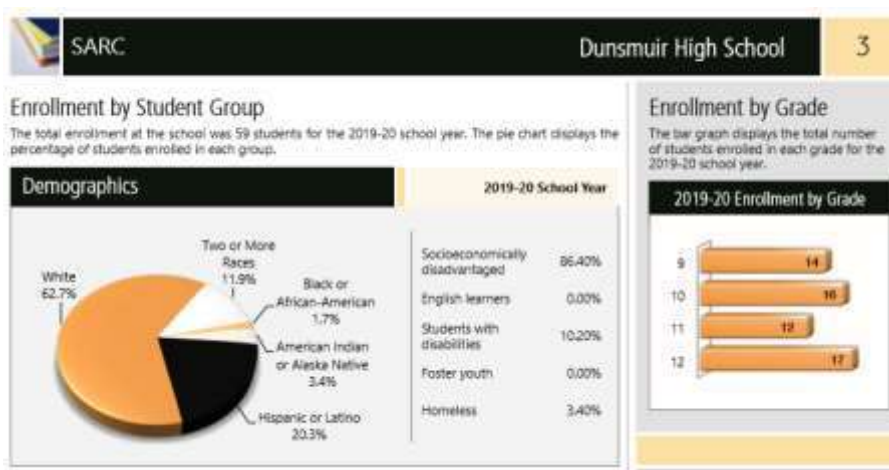 SARC
Dunsmuir High School
3
Enrollment by Student Group
The total enrollment at the school was 59 students for the 2019-20 school year. The pie chart displays the
percentage of students enrolled in each group.
Demographics
2019-20 School Year
White
62.7%
Two or More
Races
11.9%
Black or
African-American
1.7%
American Indian
or Alaska Native
3.4%
Hispanic or Latino
20.3%
Socioeconomically
disadvantaged
86.40%
English learners
0.00%
Students with
disabilities
10.20%
Foster youth
0.00%
Homeless
3.40%
Enrollment by Grade
The bar graph displays the total number
of students enrolled in each grade for the
2019-20 school year.
2019-20 Enrollment by Grade
9
14
10
16
11
12
12
17